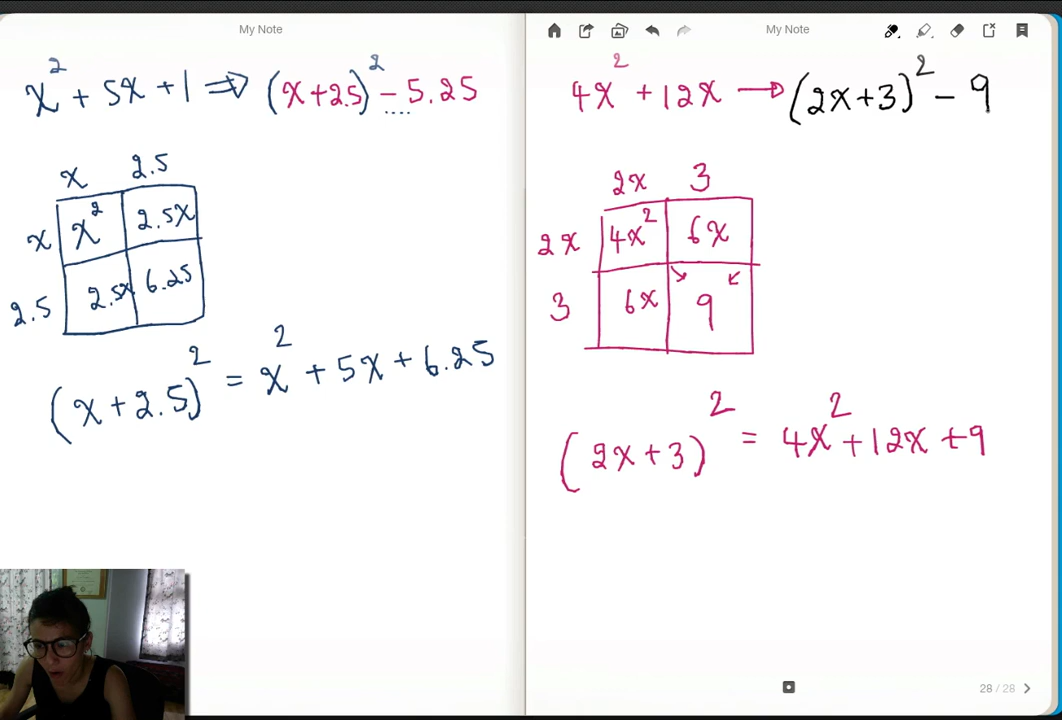 My Note
x² + 5x + 1 ⇒ (x+2.5)² - 5.25
x 2.5
x x² 2.5x
2.5 2.5x 6.25
(x + 2.5)² = x² + 5x + 6.25
My Note
4x² + 12x → (2x+3)² - 9
2x 3
2x 4x² 6x
3 6x 9
(2x+3)² = 4x² + 12x + 9
28 / 28